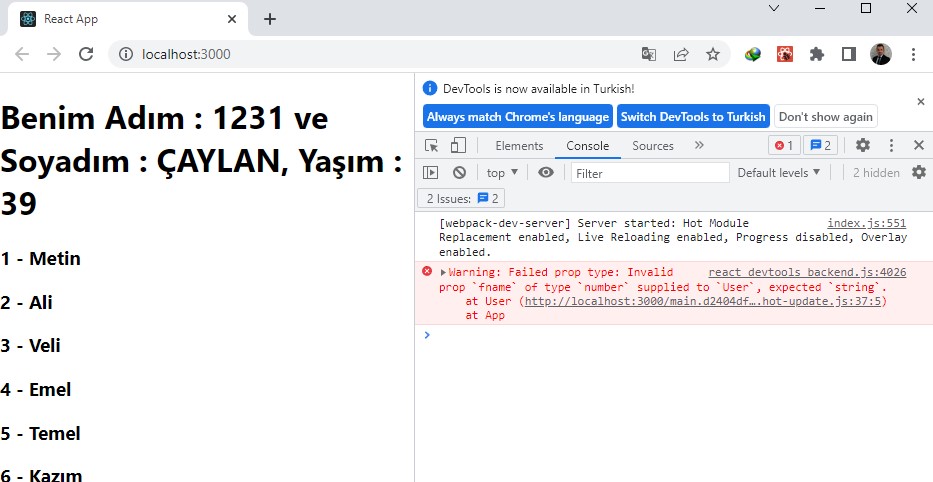 React App
localhost:3000
Benim Adım : 1231 ve
Soyadım : ÇAYLAN, Yaşım :
39
1 - Metin
2 - Ali
3 - Veli
4 - Emel
5 - Temel
6 - Kazım
DevTools is now available in Turkish!
Always match Chrome's language Switch DevTools to Turkish Don't show again
Elements Console Sources » 1 2
top Filter Default levels 2 hidden
2 Issues: 2
[webpack-dev-server] Server started: Hot Module index.js:551
Replacement enabled, Live Reloading enabled, Progress disabled, Overlay
enabled.
Warning: Failed prop type: Invalid react devtools backend.js:4026
prop `fname` of type `number` supplied to `User`, expected `string`.
at User (http://localhost:3000/main.d2404df….hot-update.js:37:5)
at App